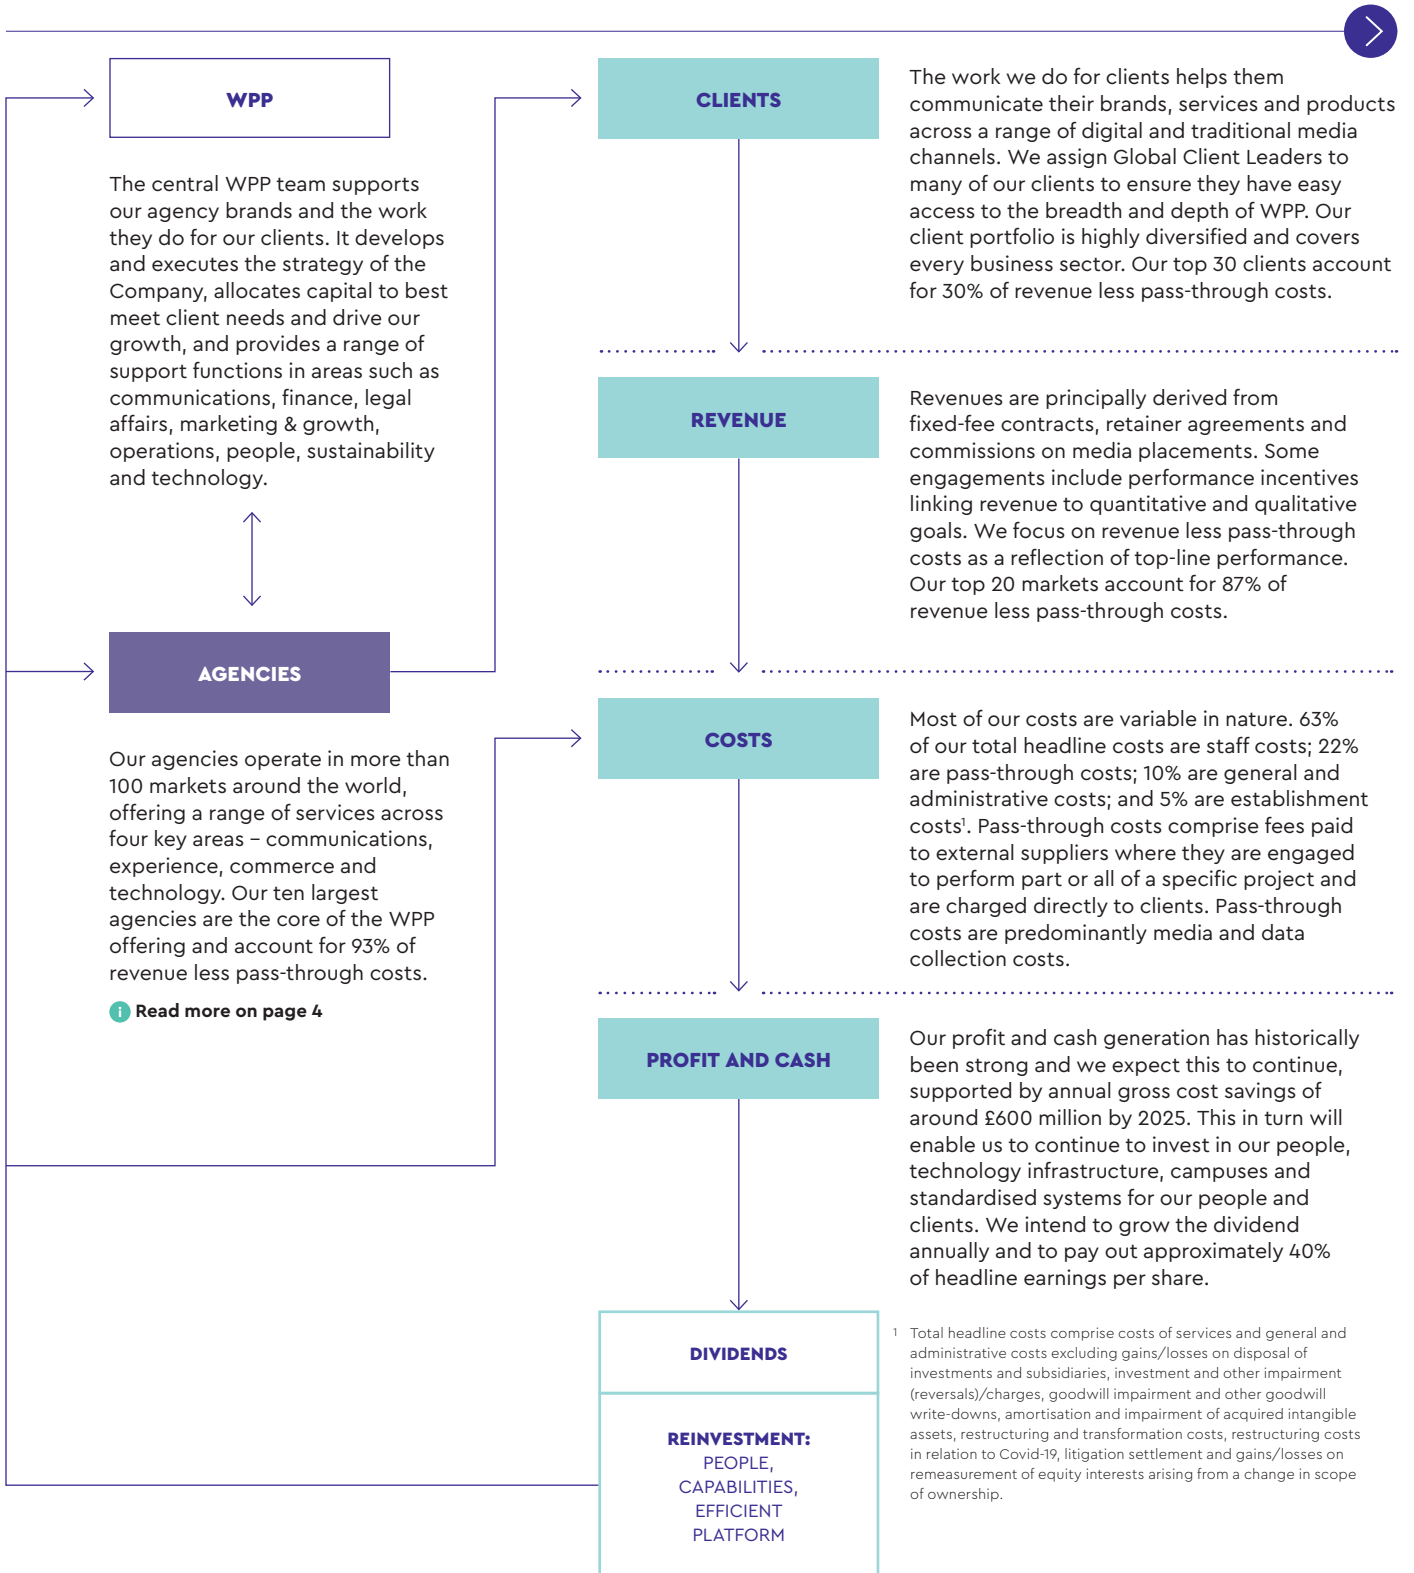 WPP
The central WPP team supports
our agency brands and the work
they do for our clients. It develops
and executes the strategy of the
Company, allocates capital to best
meet client needs and drive our
growth, and provides a range of
support functions in areas such as
communications, finance, legal
affairs, marketing & growth,
operations, people, sustainability
and technology.
AGENCIES
Our agencies operate in more than
100 markets around the world,
offering a range of services across
four key areas – communications,
experience, commerce and
technology. Our ten largest
agencies are the core of the WPP
offering and account for 93% of
revenue less pass-through costs.
i Read more on page 4
CLIENTS
The work we do for clients helps them
communicate their brands, services and products
across a range of digital and traditional media
channels. We assign Global Client Leaders to
many of our clients to ensure they have easy
access to the breadth and depth of WPP. Our
client portfolio is highly diversified and covers
every business sector. Our top 30 clients account
for 30% of revenue less pass-through costs.
REVENUE
Revenues are principally derived from
fixed-fee contracts, retainer agreements and
commissions on media placements. Some
engagements include performance incentives
linking revenue to quantitative and qualitative
goals. We focus on revenue less pass-through
costs as a reflection of top-line performance.
Our top 20 markets account for 87% of
revenue less pass-through costs.
COSTS
Most of our costs are variable in nature. 63%
of our total headline costs are staff costs; 22%
are pass-through costs; 10% are general and
administrative costs; and 5% are establishment
costs¹. Pass-through costs comprise fees paid
to external suppliers where they are engaged
to perform part or all of a specific project and
are charged directly to clients. Pass-through
costs are predominantly media and data
collection costs.
PROFIT AND CASH
Our profit and cash generation has historically
been strong and we expect this to continue,
supported by annual gross cost savings of
around £600 million by 2025. This in turn will
enable us to continue to invest in our people,
technology infrastructure, campuses and
standardised systems for our people and
clients. We intend to grow the dividend
annually and to pay out approximately 40%
of headline earnings per share.
DIVIDENDS
REINVESTMENT:
PEOPLE,
CAPABILITIES,
EFFICIENT
PLATFORM
¹ Total headline costs comprise costs of services and general and
administrative costs excluding gains/losses on disposal of
investments and subsidiaries, investment and other impairment
(reversals)/charges, goodwill impairment and other goodwill
write-downs, amortisation and impairment of acquired intangible
assets, restructuring and transformation costs, restructuring costs
in relation to Covid-19, litigation settlement and gains/losses on
remeasurement of equity interests arising from a change in scope
of ownership.